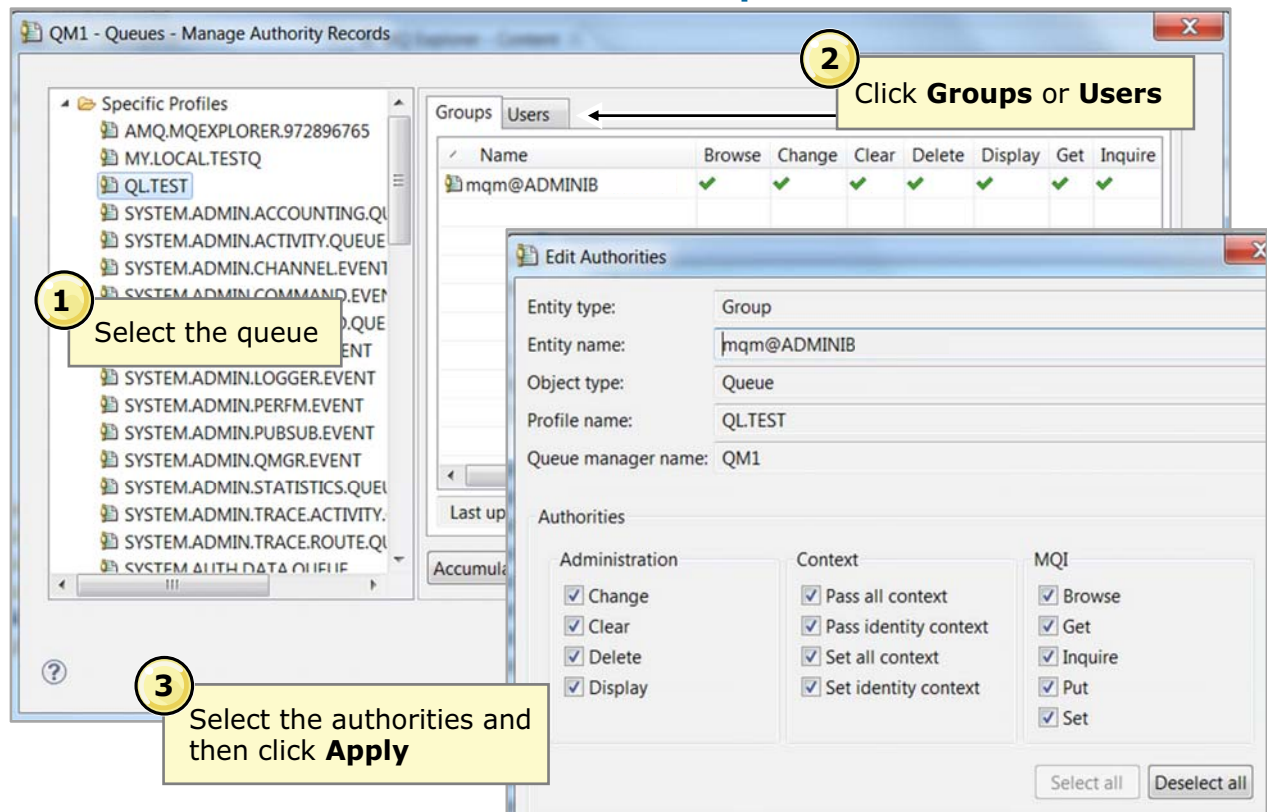 QM1 - Queues - Manage Authority Records
2
Click Groups or Users
Specific Profiles
AMQ.MQEXPLORER.972896765
MY.LOCAL.TESTQ
QL.TEST
SYSTEM.ADMIN.ACCOUNTING.QU
SYSTEM.ADMIN.ACTIVITY.QUEUE
SYSTEM.ADMIN.CHANNEL.EVENT
SYSTEM.ADMIN.COMMAND.EVEN
.QUE
ENT
SYSTEM.ADMIN.LOGGER.EVENT
SYSTEM.ADMIN.PERFM.EVENT
SYSTEM.ADMIN.PUBSUB.EVENT
SYSTEM.ADMIN.QMGR.EVENT
SYSTEM.ADMIN.STATISTICS.QUEU
SYSTEM.ADMIN.TRACE.ACTIVITY.
SYSTEM.ADMIN.TRACE.ROUTE.QU
SYSTEM.AUTH.DATA.QUEUE
1
Select the queue
Groups Users
Name Browse Change Clear Delete Display Get Inquire
mqm@ADMINIB
Last up
Accumula
Edit Authorities
Entity type: Group
Entity name: mqm@ADMINIB
Object type: Queue
Profile name: QL.TEST
Queue manager name: QM1
Authorities
Administration Context MQI
Change Pass all context Browse
Clear Pass identity context Get
Delete Set all context Inquire
Display Set identity context Put
Set
Select all Deselect all
3
Select the authorities and
then click Apply